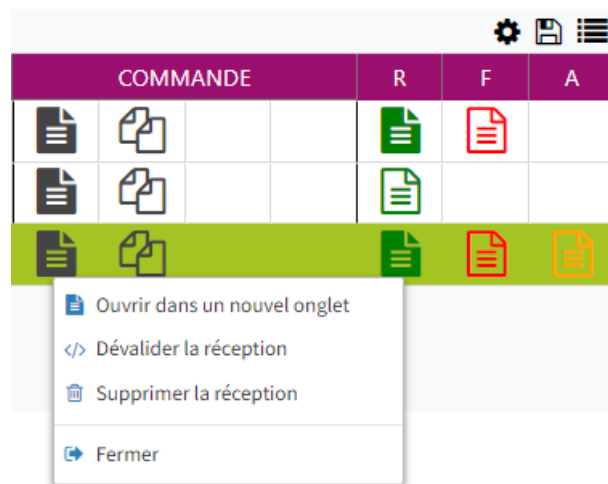 COMMANDE R F A
Ouvrir dans un nouvel onglet
Dévalider la réception
Supprimer la réception
Fermer